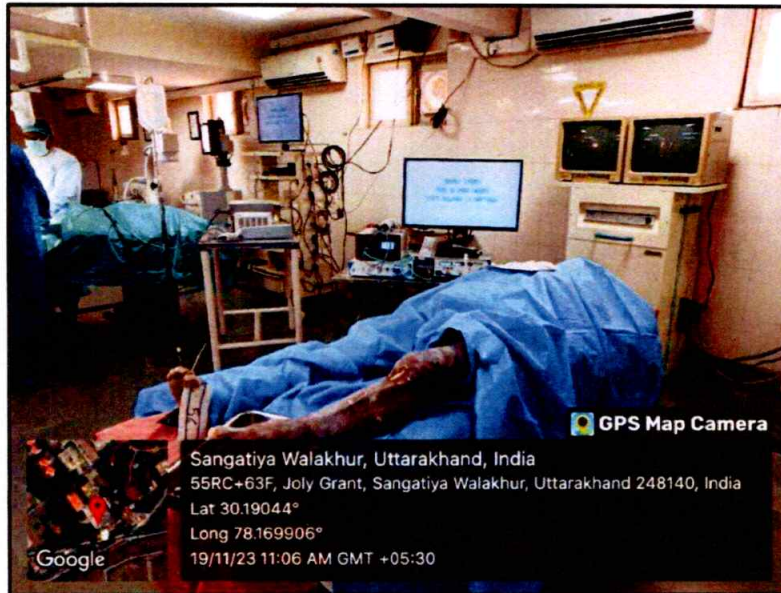 GPS Map Camera
Sangatiya Walakhur, Uttarakhand, India
55RC+63F, Joly Grant, Sangatiya Walakhur, Uttarakhand 248140, India
Lat 30.19044°
Long 78.169906°
19/11/23 11:06 AM GMT +05:30
Google